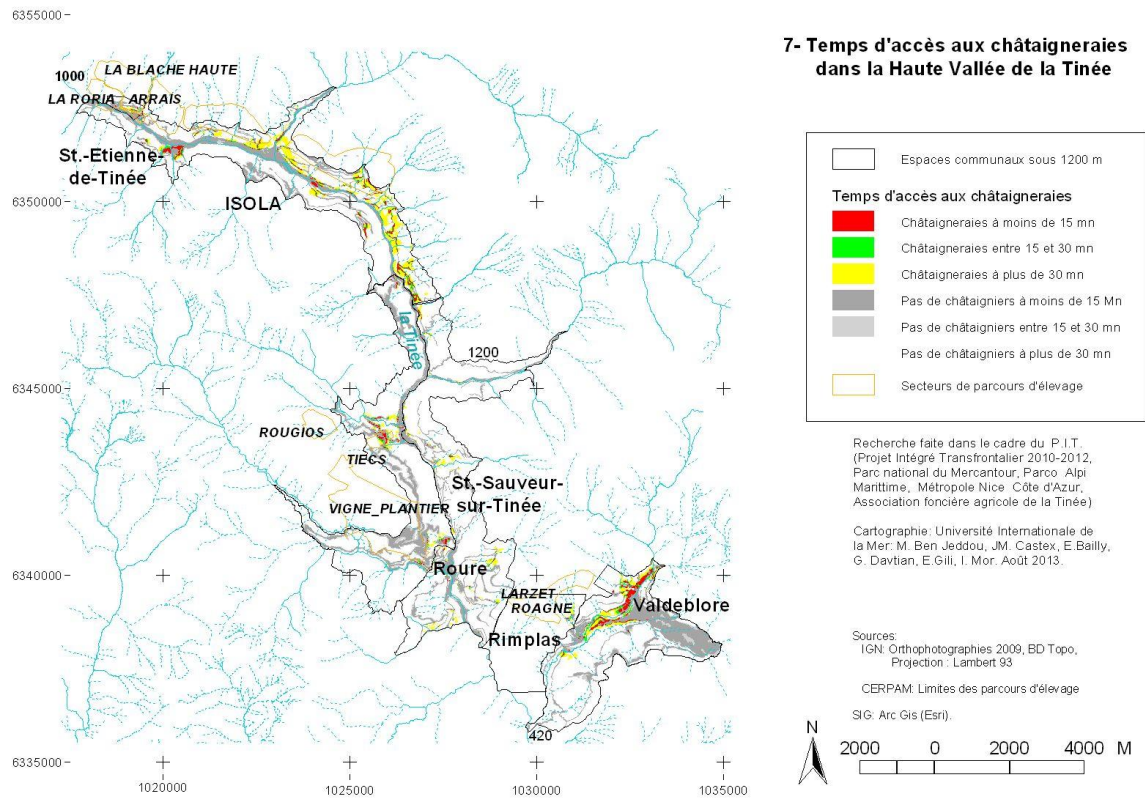 7- Temps d'accès aux châtaigneraies
dans la Haute Vallée de la Tinée
6355000
6350000
6345000
6340000
6335000
1020000
1025000
1030000
1035000
LA BLACHE HAUTE
1000
LA RORIA
ARRAIS
St.-Etienne-
de-Tinée
ISOLA
la Tinée
1200
ROUGIOS
TIECS
St.-Sauveur-
sur-Tinée
VIGNE_PLANTIER
Roure
LARZET
ROAGNE
Valdeblore
Rimplas
420
Espaces communaux sous 1200 m
Temps d'accès aux châtaigneraies
Châtaigneraies à moins de 15 mn
Châtaigneraies entre 15 et 30 mn
Châtaigneraies à plus de 30 mn
Pas de châtaigniers à moins de 15 Mn
Pas de châtaigniers entre 15 et 30 mn
Pas de châtaigniers à plus de 30 mn
Secteurs de parcours d'élevage
Recherche faite dans le cadre du P.I.T.
(Projet Intégré Transfrontalier 2010-2012,
Parc national du Mercantour, Parco Alpi
Marittime, Métropole Nice Côte d'Azur,
Association foncière agricole de la Tinée)
Cartographie: Université Internationale de
la Mer: M. Ben Jeddou, JM. Castex, E.Bailly,
G. Davtian, E.Gili, I. Mor. Août 2013.
Sources:
IGN: Orthophotographies 2009, BD Topo,
Projection : Lambert 93
CERPAM: Limites des parcours d'élevage
SIG: Arc Gis (Esri).
N
2000 0 2000 4000 M